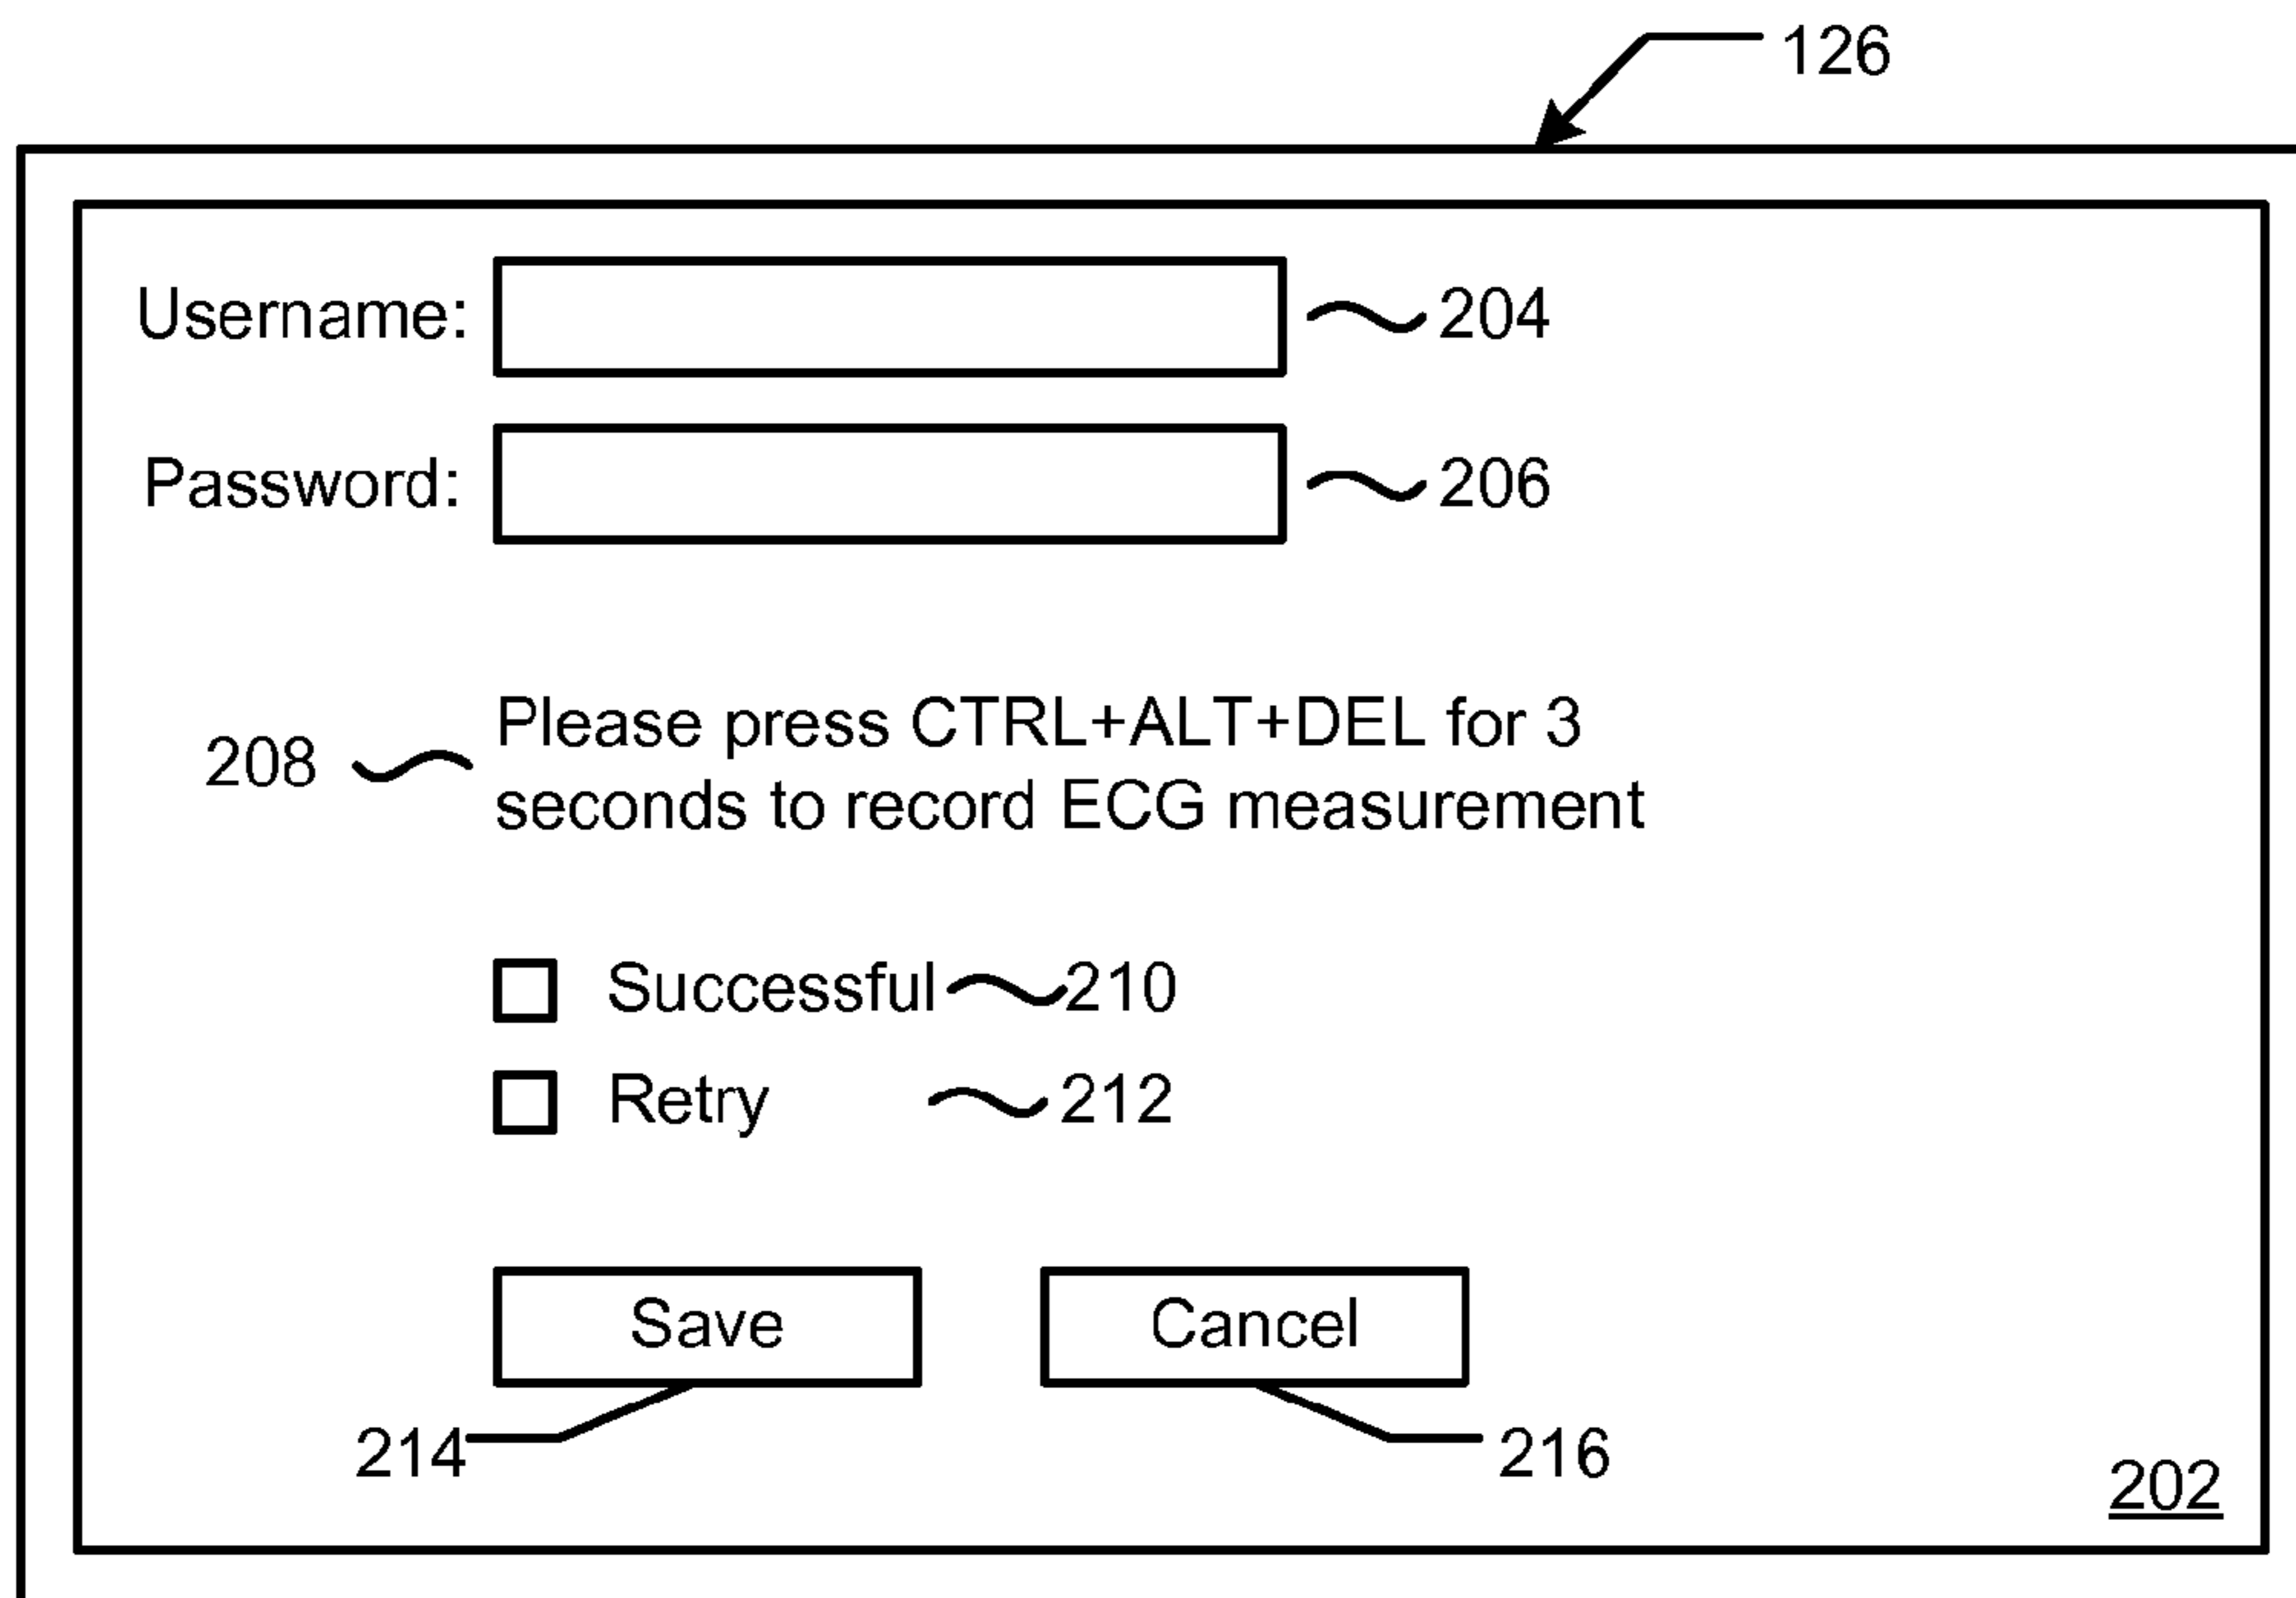 126
Username: 204
Password: 206
208 Please press CTRL+ALT+DEL for 3
seconds to record ECG measurement
Successful 210
Retry 212
Save Cancel
214 216
202